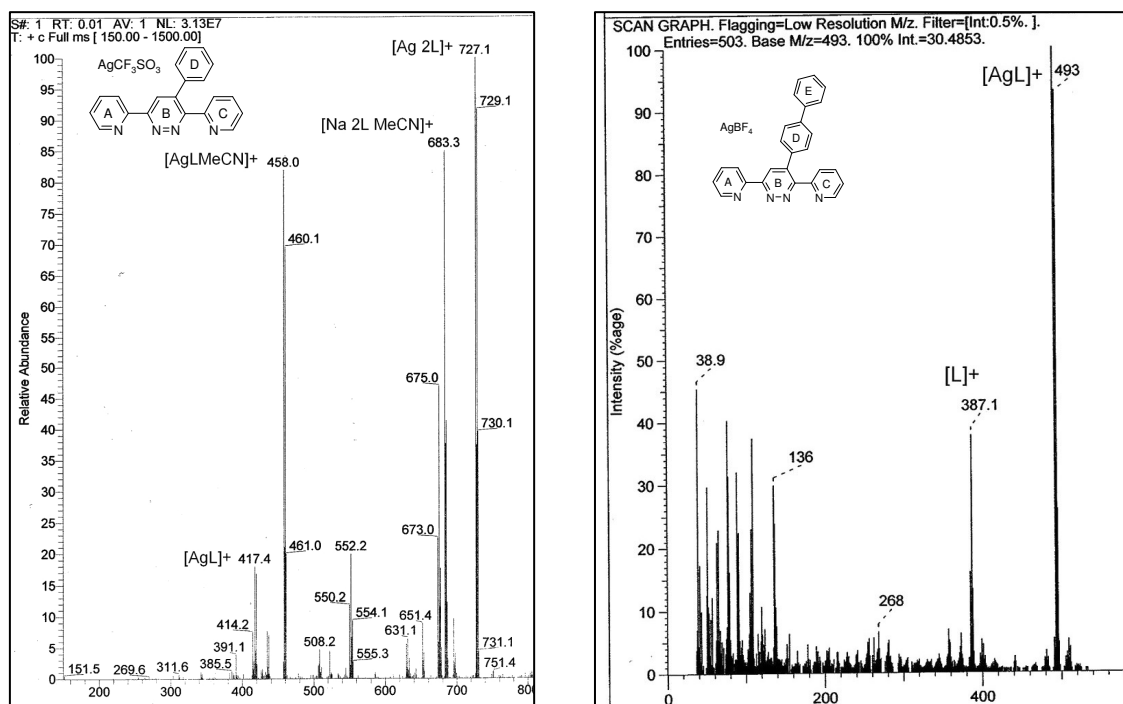 S#: 1 RT: 0.01 AV: 1 NL: 3.13E7
T: + c Full ms [ 150.00 - 1500.00]
[Ag 2L]+ 727.1
100
AgCF3SO3
D
A
B
C
N
N=N
N
95
90
85
80
75
70
65
60
55
50
45
40
35
30
25
20
15
10
5
0
Relative Abundance
729.1
[Na 2L MeCN]+
683.3
[AgLMeCN]+ 458.0
460.1
675.0
730.1
673.0
[AgL]+ 417.4
461.0
552.2
550.2
554.1
555.3
414.2
391.1
385.5
508.2
651.4
631.1
731.1
751.4
151.5
269.6
311.6
200 300 400 500 600 700 800
SCAN GRAPH. Flagging=Low Resolution M/z. Filter=[Int:0.5%. ].
Entries=503. Base M/z=493. 100% Int.=30.4853.
100
[AgL]+
493
E
AgBF4
D
A
B
C
N
N=N
N
90
80
70
60
50
40
30
20
10
0
Intensity (%age)
[L]+
387.1
38.9
136
268
0 200 400